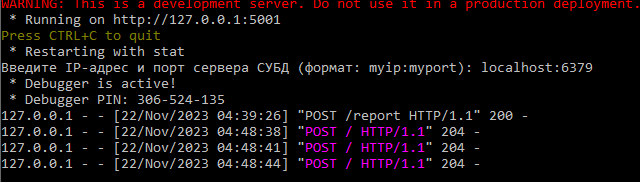 WARNING: This is a development server. Do not use it in a production deployment.
* Running on http://127.0.0.1:5001
Press CTRL+C to quit
* Restarting with stat
Введите IP-адрес и порт сервера СУБД (формат: myip:myport): localhost:6379
* Debugger is active!
* Debugger PIN: 306-524-135
127.0.0.1 - - [22/Nov/2023 04:39:26] "POST /report HTTP/1.1" 200 -
127.0.0.1 - - [22/Nov/2023 04:48:38] "POST / HTTP/1.1" 204 -
127.0.0.1 - - [22/Nov/2023 04:48:41] "POST / HTTP/1.1" 204 -
127.0.0.1 - - [22/Nov/2023 04:48:44] "POST / HTTP/1.1" 204 -